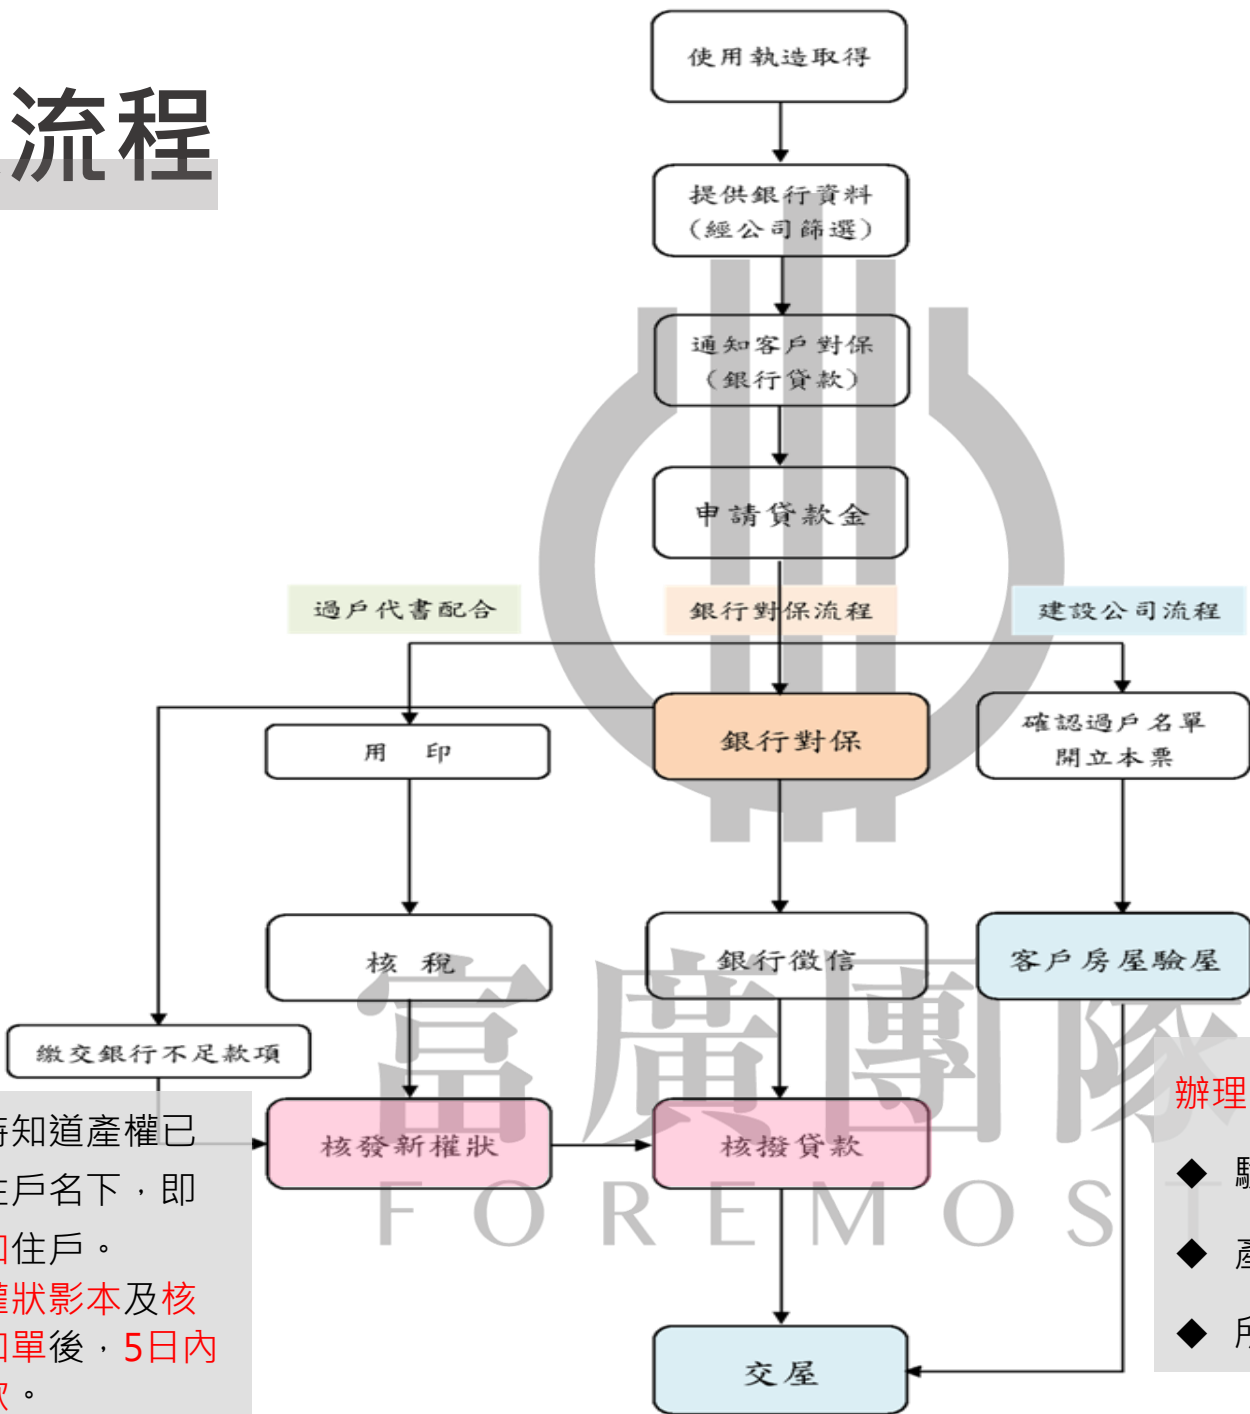 流程
使用執造取得
提供銀行資料
(經公司篩選)
通知客戶對保
(銀行貸款)
申請貸款金
過戶代書配合
銀行對保流程
建設公司流程
用 印
銀行對保
確認過戶名單
開立本票
核 稅
銀行徵信
客戶房屋驗屋
繳交銀行不足款項
核發新權狀
核撥貸款
交屋
知道產權已
戶名下，即
住戶。
權狀影本及核
單後，5日內
。
辦理
◆
◆
◆
富廣團隊
FOREMOST